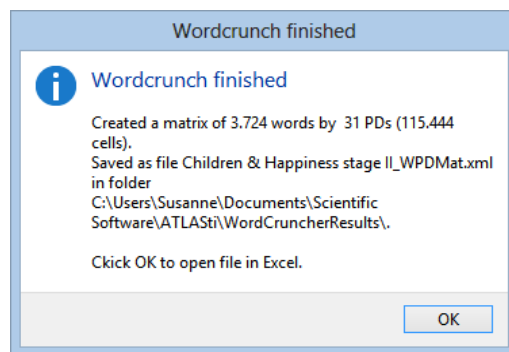 Wordcrunch finished
Wordcrunch finished
Created a matrix of 3.724 words by  31 PDs (115.444
cells).
Saved as file Children & Happiness stage II_WPDMat.xml
in folder
C:\Users\Susanne\Documents\Scientific
Software\ATLASti\WordCruncherResults\.
Ckick OK to open file in Excel.
OK